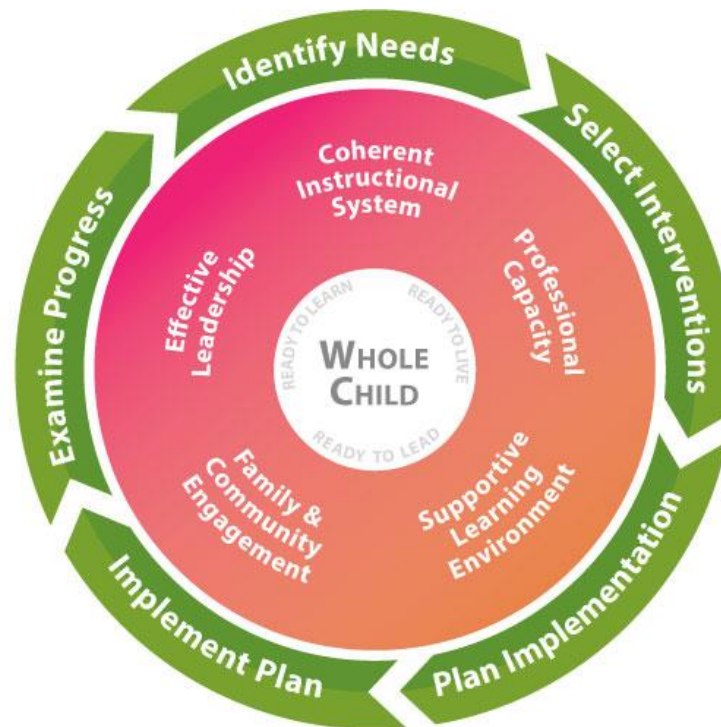 Identify Needs
Select Interventions
Plan Implementation
Implement Plan
Examine Progress
Coherent
Instructional
System
Professional
Capacity
Supportive
Learning
Environment
Family &
Community
Engagement
Effective
Leadership
READY TO LEARN
READY TO LIVE
READY TO LEAD
WHOLE
CHILD